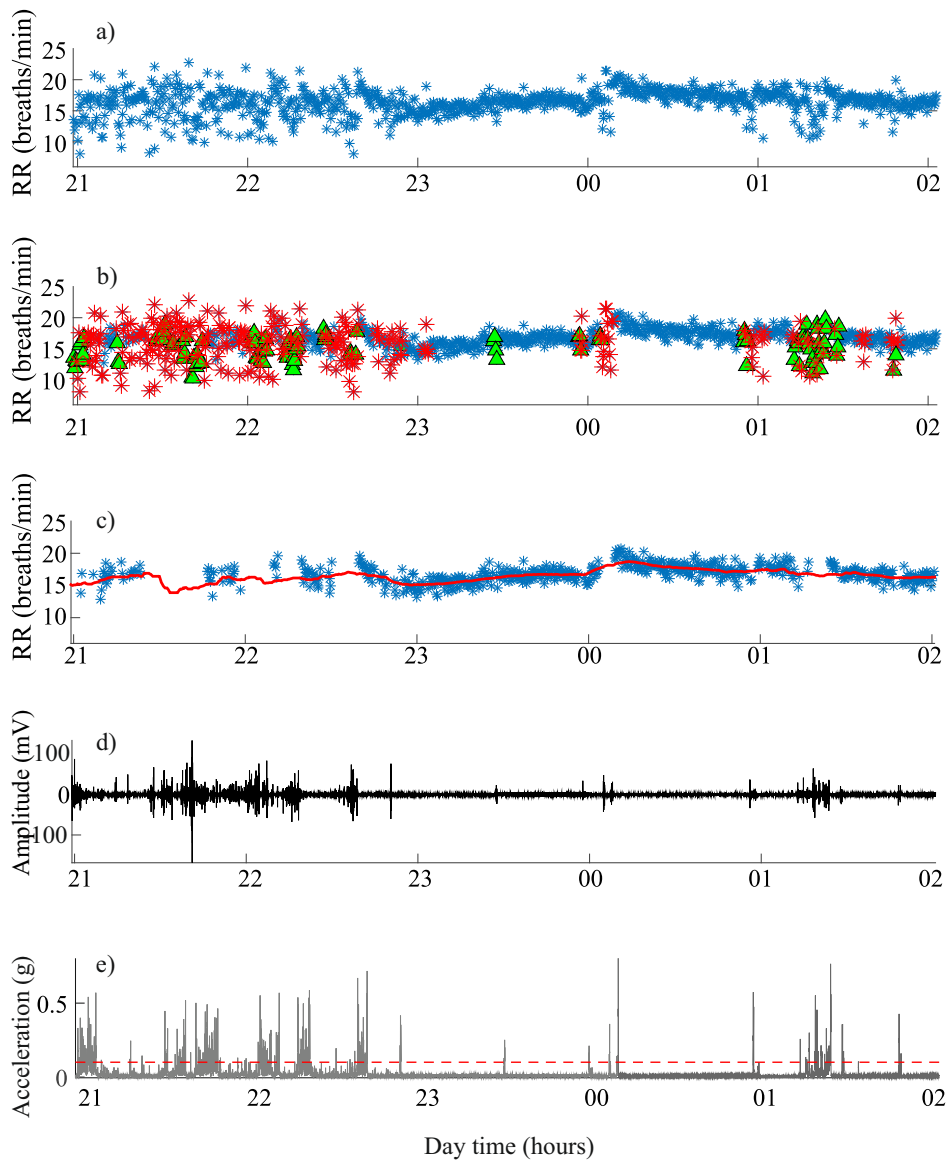 a)
RR (breaths/min)
25
20
15
10
21 22 23 00 01 02
b)
RR (breaths/min)
25
20
15
10
21 22 23 00 01 02
c)
RR (breaths/min)
25
20
15
10
21 22 23 00 01 02
d)
Amplitude (mV)
100
0
100
21 22 23 00 01 02
e)
Acceleration (g)
0.5
0
21 22 23 00 01 02
Day time (hours)